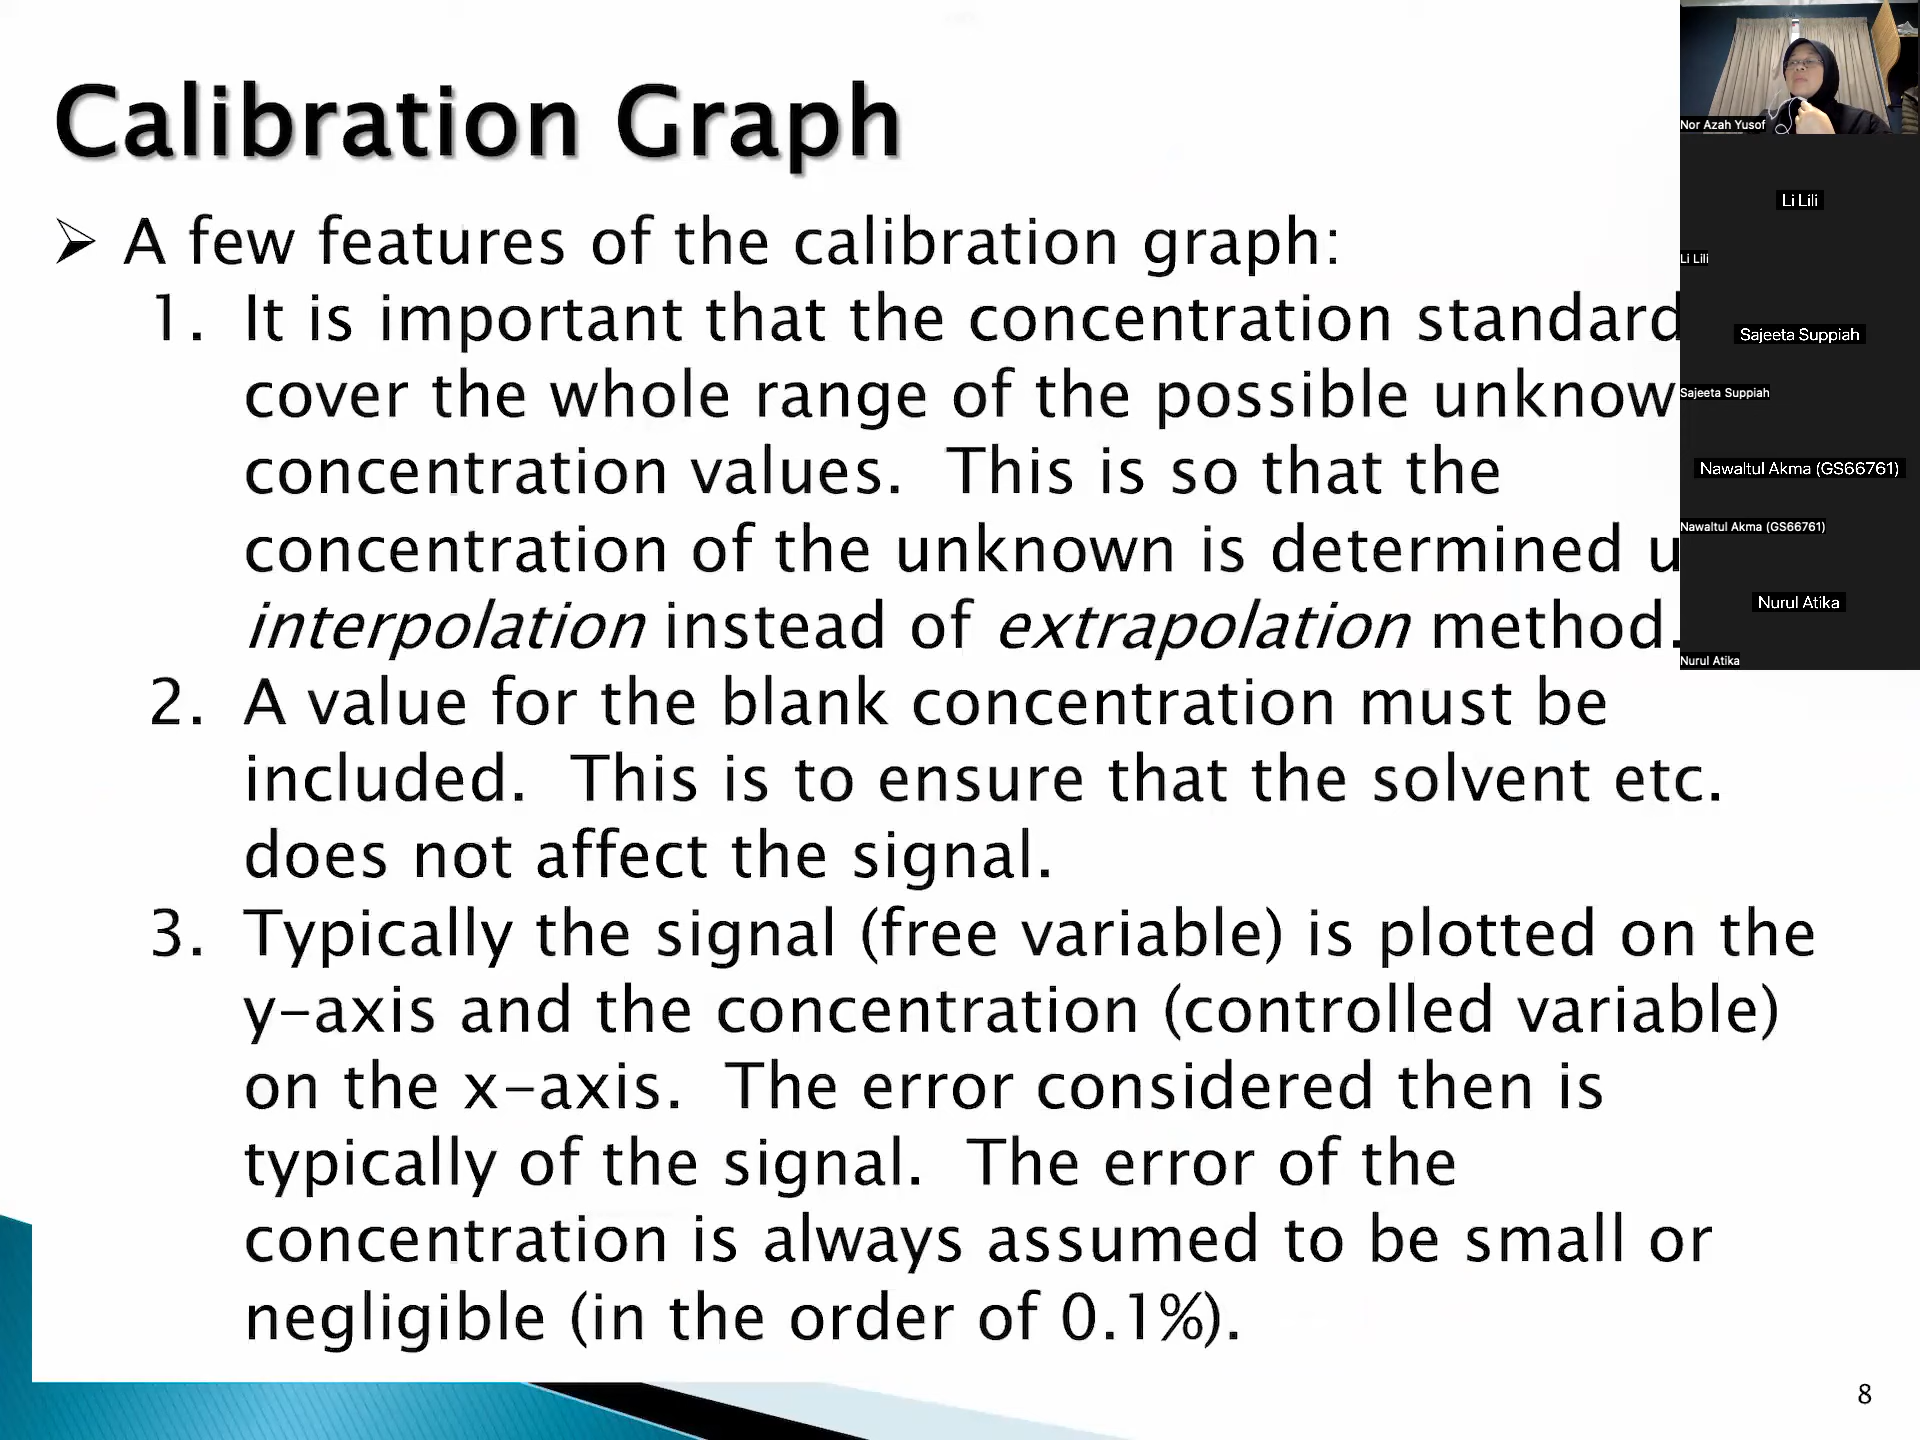 Calibration Graph
➢ A few features of the calibration graph:
1. It is important that the concentration standard
cover the whole range of the possible unknow
concentration values. This is so that the
concentration of the unknown is determined u
interpolation instead of extrapolation method.
2. A value for the blank concentration must be
included. This is to ensure that the solvent etc.
does not affect the signal.
3. Typically the signal (free variable) is plotted on the
y-axis and the concentration (controlled variable)
on the x-axis. The error considered then is
typically of the signal. The error of the
concentration is always assumed to be small or
negligible (in the order of 0.1%).
8
Nor Azah Yusof
Li Lili
Li Lili
Sajeeta Suppiah
Sajeeta Suppiah
Nawaltul Akma (GS66761)
Nawaltul Akma (GS66761)
Nurul Atika
Nurul Atika